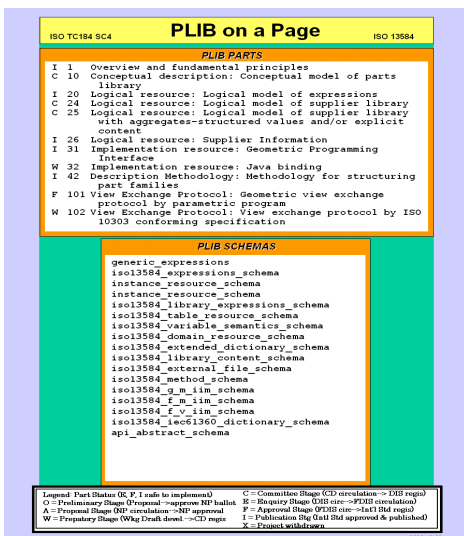 ISO TC184 SC4 PLIB on a Page ISO 13584
PLIB PARTS
I 1 Overview and fundamental principles
C 10 Conceptual description: Conceptual model of parts
library
I 20 Logical resource: Logical model of expressions
C 24 Logical resource: Logical model of supplier library
C 25 Logical resource: Logical model of supplier library
with aggregates-structured values and/or explicit
content
I 26 Logical resource: Supplier Information
I 31 Implementation resource: Geometric Programming
Interface
W 32 Implementation resource: Java binding
I 42 Description Methodology: Methodology for structuring
part families
F 101 View Exchange Protocol: Geometric view exchange
protocol by parametric program
W 102 View Exchange Protocol: View exchange protocol by ISO
10303 conforming specification
PLIB SCHEMAS
generic_expressions
iso13584_expressions_schema
instance_resource_schema
instance_resource_schema
iso13584_library_expressions_schema
iso13584_table_resource_schema
iso13584_variable_semantics_schema
iso13584_domain_resource_schema
iso13584_extended_dictionary_schema
iso13584_library_content_schema
iso13584_external_file_schema
iso13584_method_schema
iso13584_g_m_iim_schema
iso13584_f_m_iim_schema
iso13584_f_v_iim_schema
iso13584_iec61360_dictionary_schema
api_abstract_schema
Legend: Part Status (E, F, I safe to implement)
O = Preliminary Stage (Proposal-->approve NP ballot
A = Proposal Stage (NP circulation-->NP approval
W = Prepatory Stage (Wkg Draft devel.-->CD regis
C = Committee Stage (CD circulation--> DIS regis)
E = Enquiry Stage (DIS circ-->FDIS circulation)
F = Approval Stage (FDIS circ-->Int'l Std regis)
I = Publication Stg (Intl Std approved & published)
X = Project withdrawn